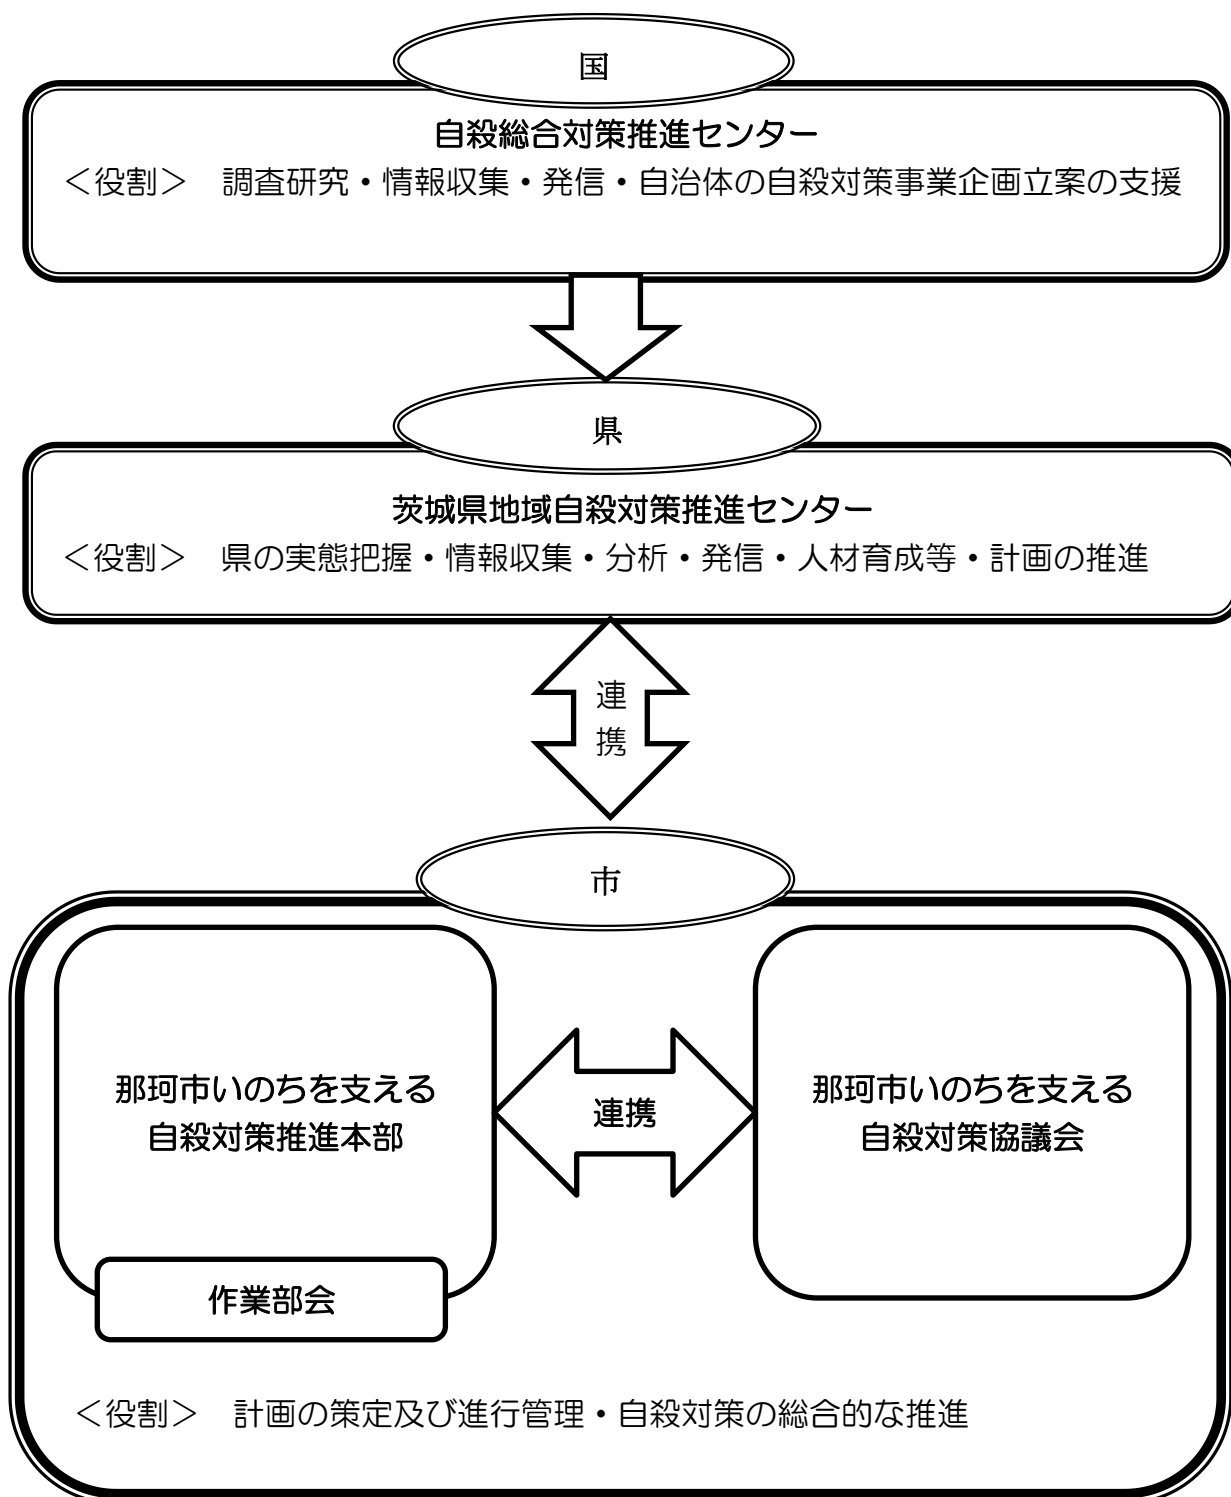 国
自殺総合対策推進センター
＜役割＞　調査研究・情報収集・発信・自治体の自殺対策事業企画立案の支援
県
茨城県地域自殺対策推進センター
＜役割＞　県の実態把握・情報収集・分析・発信・人材育成等・計画の推進
連
携
市
那珂市いのちを支える
自殺対策推進本部
連携
那珂市いのちを支える
自殺対策協議会
作業部会
＜役割＞　計画の策定及び進行管理・自殺対策の総合的な推進